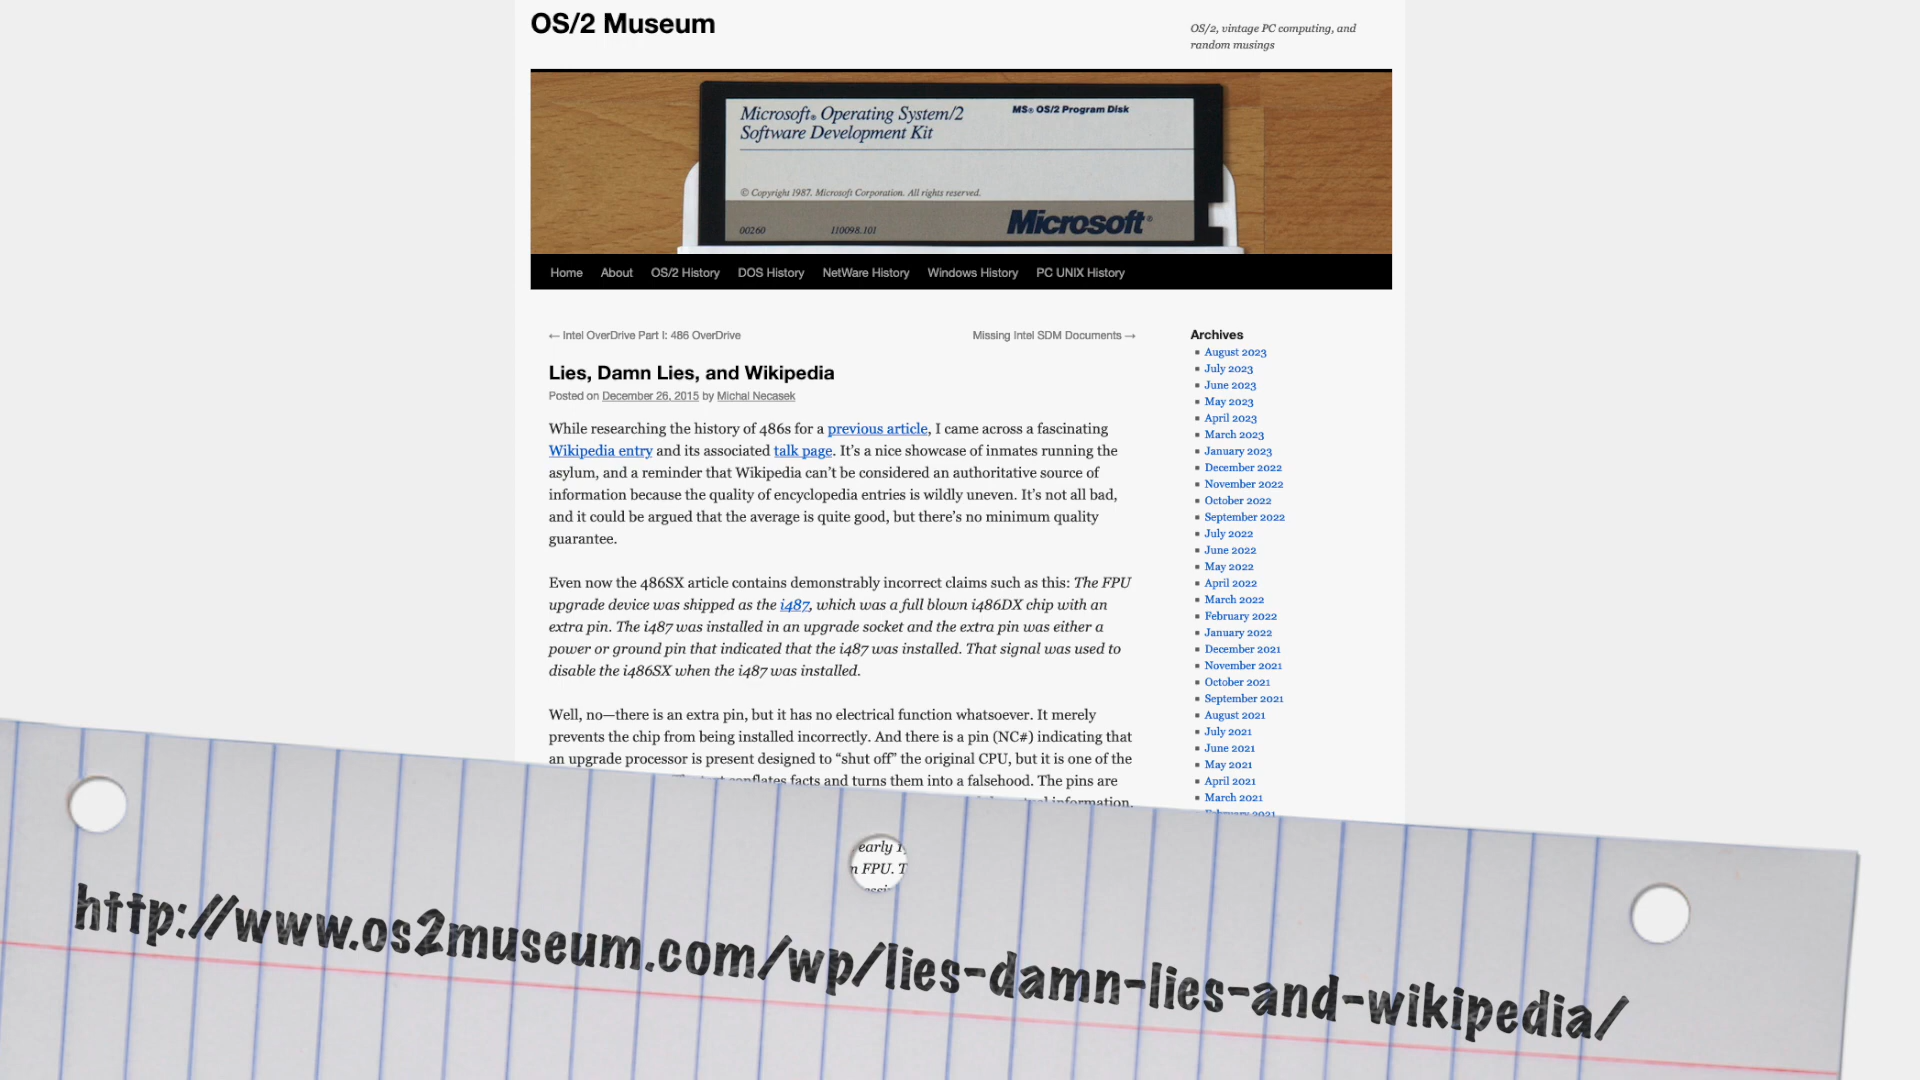 OS/2 Museum
OS/2, vintage PC computing, and
random musings
Microsoft® Operating System/2
Software Development Kit
MS® OS/2 Program Disk
© Copyright 1987. Microsoft Corporation. All rights reserved.
00260 110098.101
Microsoft®
Home About OS/2 History DOS History NetWare History Windows History PC UNIX History
← Intel OverDrive Part I: 486 OverDrive
Missing Intel SDM Documents →
Lies, Damn Lies, and Wikipedia
Posted on December 26, 2015 by Michal Necasek
While researching the history of 486s for a previous article, I came across a fascinating
Wikipedia entry and its associated talk page. It’s a nice showcase of inmates running the
asylum, and a reminder that Wikipedia can’t be considered an authoritative source of
information because the quality of encyclopedia entries is wildly uneven. It’s not all bad,
and it could be argued that the average is quite good, but there’s no minimum quality
guarantee.
Even now the 486SX article contains demonstrably incorrect claims such as this: The FPU
upgrade device was shipped as the i487, which was a full blown i486DX chip with an
extra pin. The i487 was installed in an upgrade socket and the extra pin was either a
power or ground pin that indicated that the i487 was installed. That signal was used to
disable the i486SX when the i487 was installed.
Well, no—there is an extra pin, but it has no electrical function whatsoever. It merely
prevents the chip from being installed incorrectly. And there is a pin (NC#) indicating that
an upgrade processor is present designed to “shut off” the original CPU, but it is one of the
conflates facts and turns them into a falsehood. The pins are
information.
early
FPU.
Archives
August 2023
July 2023
June 2023
May 2023
April 2023
March 2023
January 2023
December 2022
November 2022
October 2022
September 2022
July 2022
June 2022
May 2022
April 2022
March 2022
February 2022
January 2022
December 2021
November 2021
October 2021
September 2021
August 2021
July 2021
June 2021
May 2021
April 2021
March 2021
February 2021
http://www.os2museum.com/wp/lies-damn-lies-and-wikipedia/